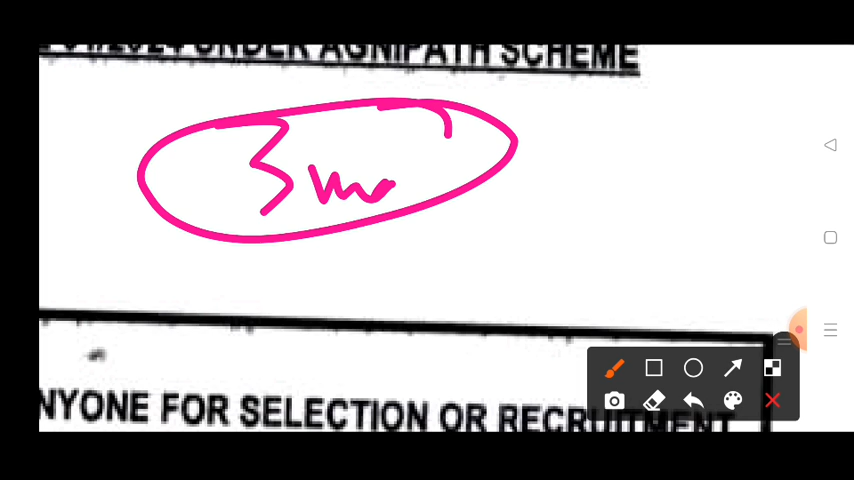 UNDER AGNIPATH SCHEME
3 mo
NYONE FOR SELECTION OR RECRUITMENT